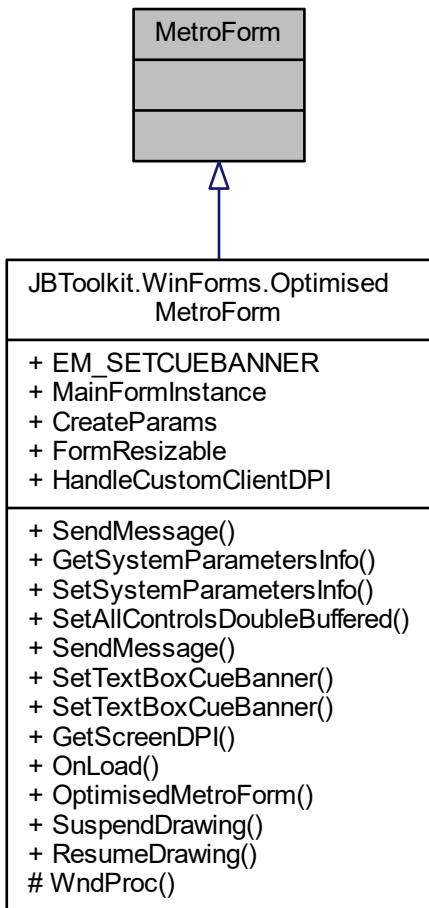 MetroForm
JBToolkit.WinForms.Optimised
MetroForm
+ EM_SETCUEBANNER
+ MainFormInstance
+ CreateParams
+ FormResizable
+ HandleCustomClientDPI
+ SendMessage()
+ GetSystemParametersInfo()
+ SetSystemParametersInfo()
+ SetAllControlsDoubleBuffered()
+ SendMessage()
+ SetTextBoxCueBanner()
+ SetTextBoxCueBanner()
+ GetScreenDPI()
+ OnLoad()
+ OptimisedMetroForm()
+ SuspendDrawing()
+ ResumeDrawing()
# WndProc()